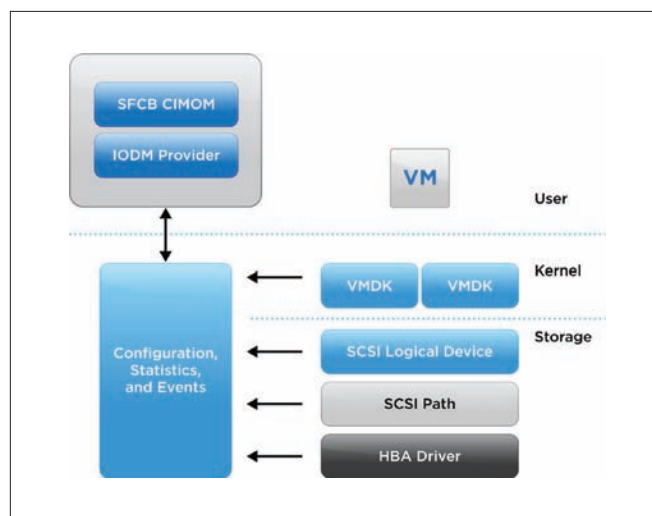 SFCB CIMOM
IODM Provider
VM
User
Kernel
VMDK
VMDK
Storage
Configuration,
Statistics,
and Events
SCSI Logical Device
SCSI Path
HBA Driver